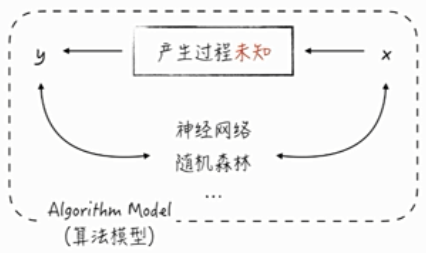 y
产生过程未知
x
神经网络
随机森林
...
Algorithm Model
(算法模型)